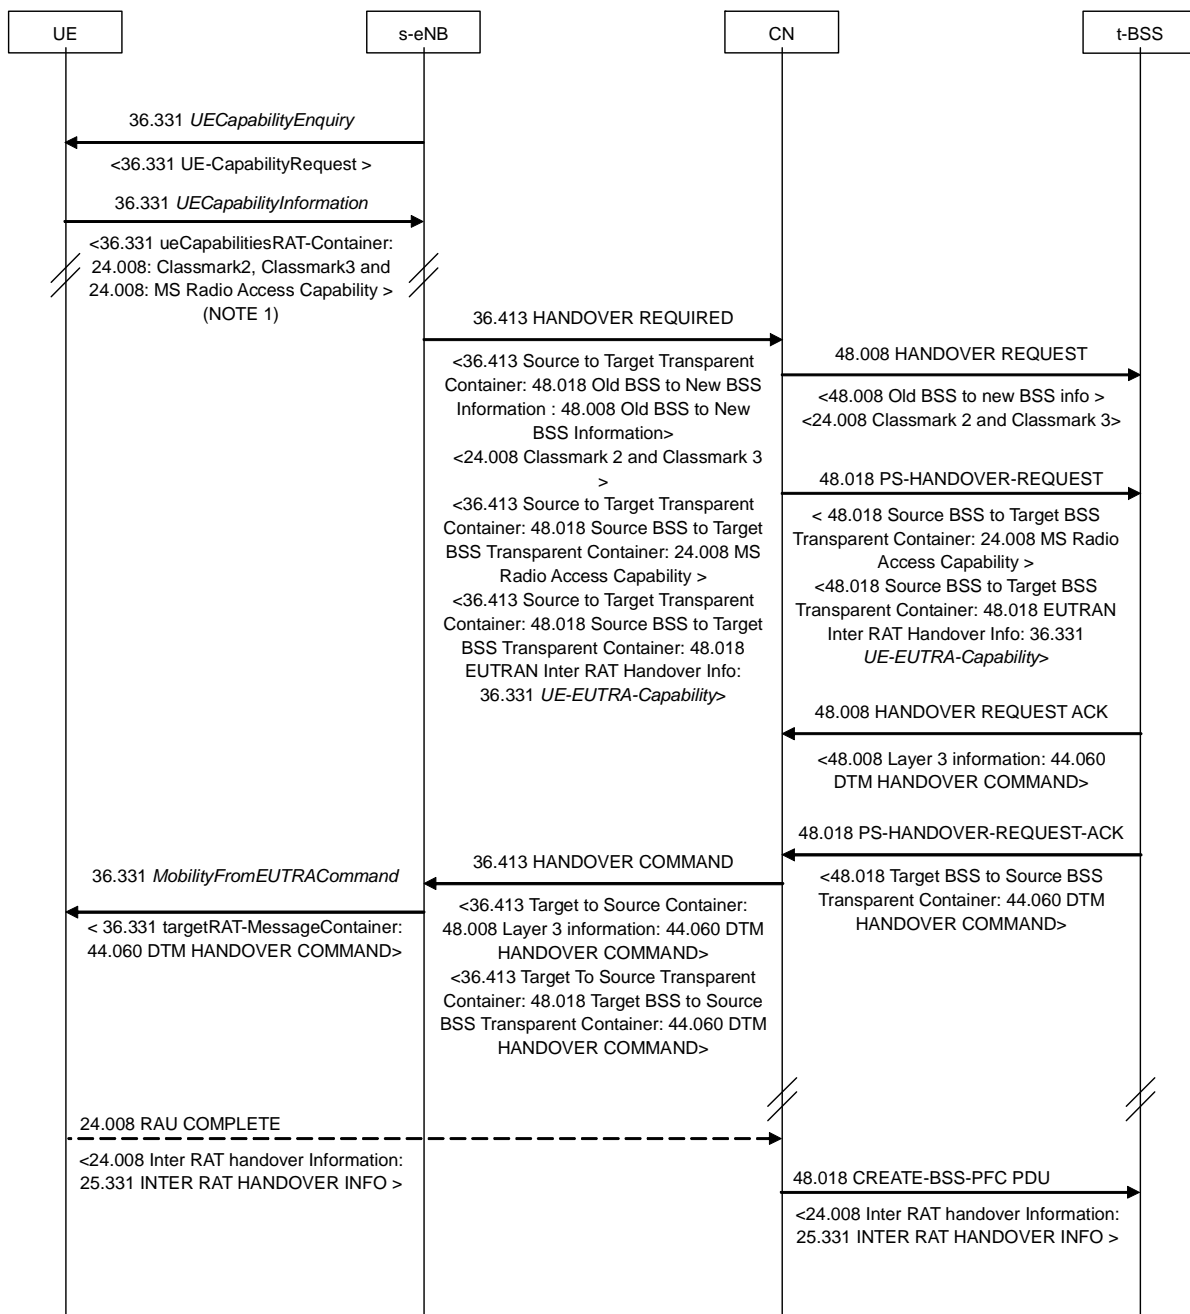 UE
s-eNB
CN
t-BSS
36.331 UECapabilityEnquiry
<36.331 UE-CapabilityRequest >
36.331 UECapabilityInformation
<36.331 ueCapabilitiesRAT-Container:
24.008: Classmark2, Classmark3 and
24.008: MS Radio Access Capability >
(NOTE 1)
36.413 HANDOVER REQUIRED
<36.413 Source to Target Transparent
Container: 48.018 Old BSS to New BSS
Information : 48.008 Old BSS to New
BSS Information>
<24.008 Classmark 2 and Classmark 3
>
<36.413 Source to Target Transparent
Container: 48.018 Source BSS to Target
BSS Transparent Container: 24.008 MS
Radio Access Capability >
<36.413 Source to Target Transparent
Container: 48.018 Source BSS to Target
BSS Transparent Container: 48.018
EUTRAN Inter RAT Handover Info:
36.331 UE-EUTRA-Capability>
48.008 HANDOVER REQUEST
<48.008 Old BSS to new BSS info >
<24.008 Classmark 2 and Classmark 3>
48.018 PS-HANDOVER-REQUEST
< 48.018 Source BSS to Target BSS
Transparent Container: 24.008 MS Radio
Access Capability >
<48.018 Source BSS to Target BSS
Transparent Container: 48.018 EUTRAN
Inter RAT Handover Info: 36.331
UE-EUTRA-Capability>
48.008 HANDOVER REQUEST ACK
<48.008 Layer 3 information: 44.060
DTM HANDOVER COMMAND>
48.018 PS-HANDOVER-REQUEST-ACK
<48.018 Target BSS to Source BSS
Transparent Container: 44.060 DTM
HANDOVER COMMAND>
36.413 HANDOVER COMMAND
<36.413 Target to Source Container:
48.008 Layer 3 information: 44.060 DTM
HANDOVER COMMAND>
<36.413 Target To Source Transparent
Container: 48.018 Target BSS to Source
BSS Transparent Container: 44.060 DTM
HANDOVER COMMAND>
36.331 MobilityFromEUTRACommand
< 36.331 targetRAT-MessageContainer:
44.060 DTM HANDOVER COMMAND>
24.008 RAU COMPLETE
<24.008 Inter RAT handover Information:
25.331 INTER RAT HANDOVER INFO >
48.018 CREATE-BSS-PFC PDU
<24.008 Inter RAT handover Information:
25.331 INTER RAT HANDOVER INFO >